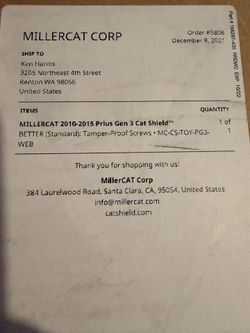 MILLERCAT CORP
Order #5806
December 8, 2021
SHIP TO
Ken Harms
3205 Northeast 4th Street
Renton WA 98056
United States
ITEMS
QUANTITY
MILLERCAT 2010-2015 Prius Gen 3 Cat Shield™
1 of 1
BETTER (Standard): Tamper-Proof Screws • MC-CS-TOY-PG3-
WEB
Thank you for shopping with us!
MillerCAT Corp
384 Laurelwood Road, Santa Clara, CA, 95054, United States
info@millercat.com
catshield.com